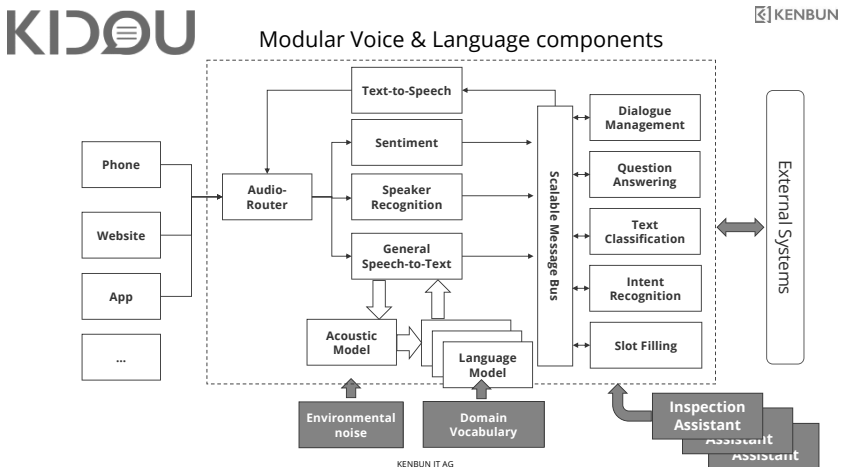 KIDOU
KENBUN
Modular Voice & Language components
Text-to-Speech
Sentiment
Speaker
Recognition
General
Speech-to-Text
Phone
Website
App
...
Audio-
Router
Acoustic
Model
Language
Model
Scalable Message Bus
Dialogue
Management
Question
Answering
Text
Classification
Intent
Recognition
Slot Filling
External Systems
Environmental
noise
Domain
Vocabulary
Inspection
Assistant
Assistant
Assistant
KENBUN IT AG